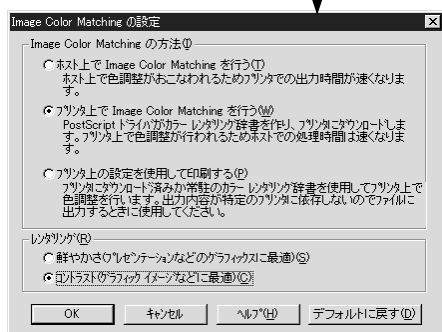 Image Color Matching の設定
Image Color Matching の方法(I)
ホスト上で Image Color Matching を行う(T)
ホスト上で色調整がおこなわれるためプリンタでの出力時間が速くなりま
す。
プリンタ上で Image Color Matching を行う(W)
PostScript ドライバがカラー レンダリング辞書を作り、プリンタにダウンロードしま
す。プリンタ上で色調整が行われるためホストでの処理時間は速くなりま
す。
プリンタ上の設定を使用して印刷する(P)
プリンタにダウンロード済みか常駐のカラー レンダリング辞書を使用してプリンタ上で
色調整を行います。出力内容が特定のプリンタに依存しないのでファイルに
出力するときに使用してください。
レンダリング(R)
鮮やかさ(プレゼンテーションなどのグラフィックスに最適)(S)
コントラスト(グラフィック イメージなどに最適)(C)
OK キャンセル ヘルプ(H) デフォルトに戻す(D)